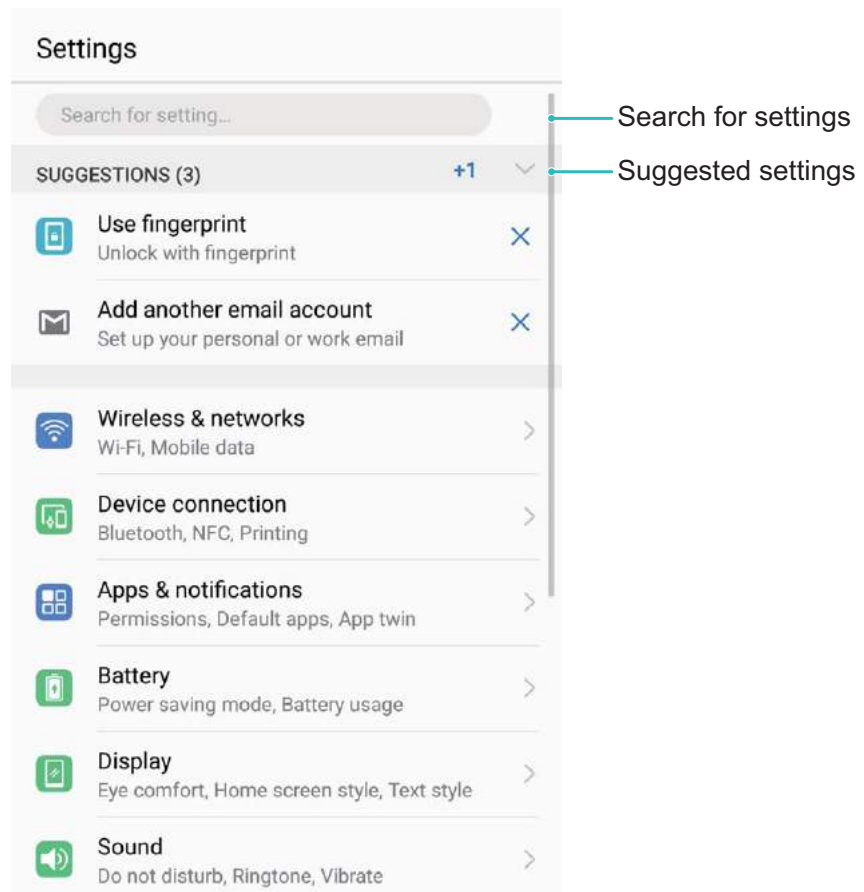 Settings
Search for setting...
Search for settings
SUGGESTIONS (3) +1
Suggested settings
Use fingerprint
Unlock with fingerprint
Add another email account
Set up your personal or work email
Wireless & networks
Wi-Fi, Mobile data
Device connection
Bluetooth, NFC, Printing
Apps & notifications
Permissions, Default apps, App twin
Battery
Power saving mode, Battery usage
Display
Eye comfort, Home screen style, Text style
Sound
Do not disturb, Ringtone, Vibrate